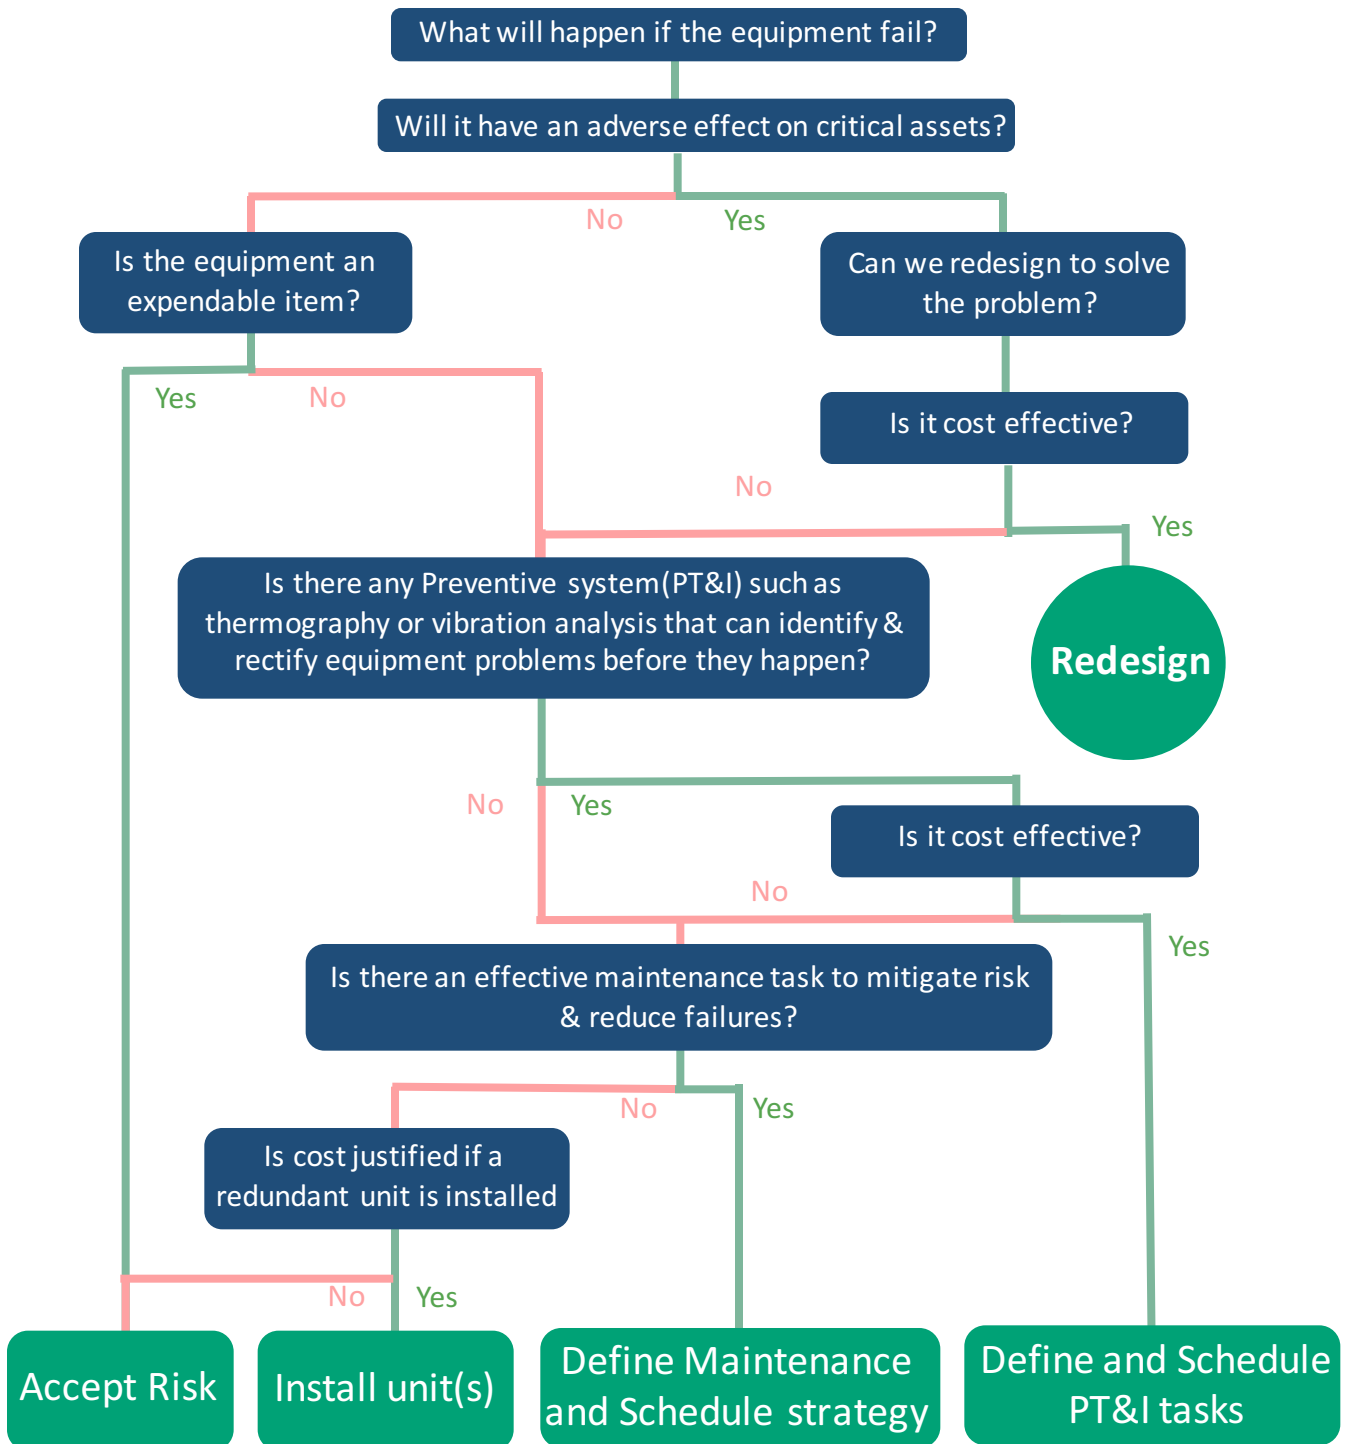 What will happen if the equipment fail?
Will it have an adverse effect on critical assets?
No
Yes
Is the equipment an
expendable item?
Can we redesign to solve
the problem?
Yes
No
Is it cost effective?
No
Yes
Is there any Preventive system(PT&I) such as
thermography or vibration analysis that can identify &
rectify equipment problems before they happen?
Redesign
No
Yes
Is it cost effective?
No
Yes
Is there an effective maintenance task to mitigate risk
& reduce failures?
No
Yes
Is cost justified if a
redundant unit is installed
No
Yes
Accept Risk
Install unit(s)
Define Maintenance
and Schedule strategy
Define and Schedule
PT&I tasks